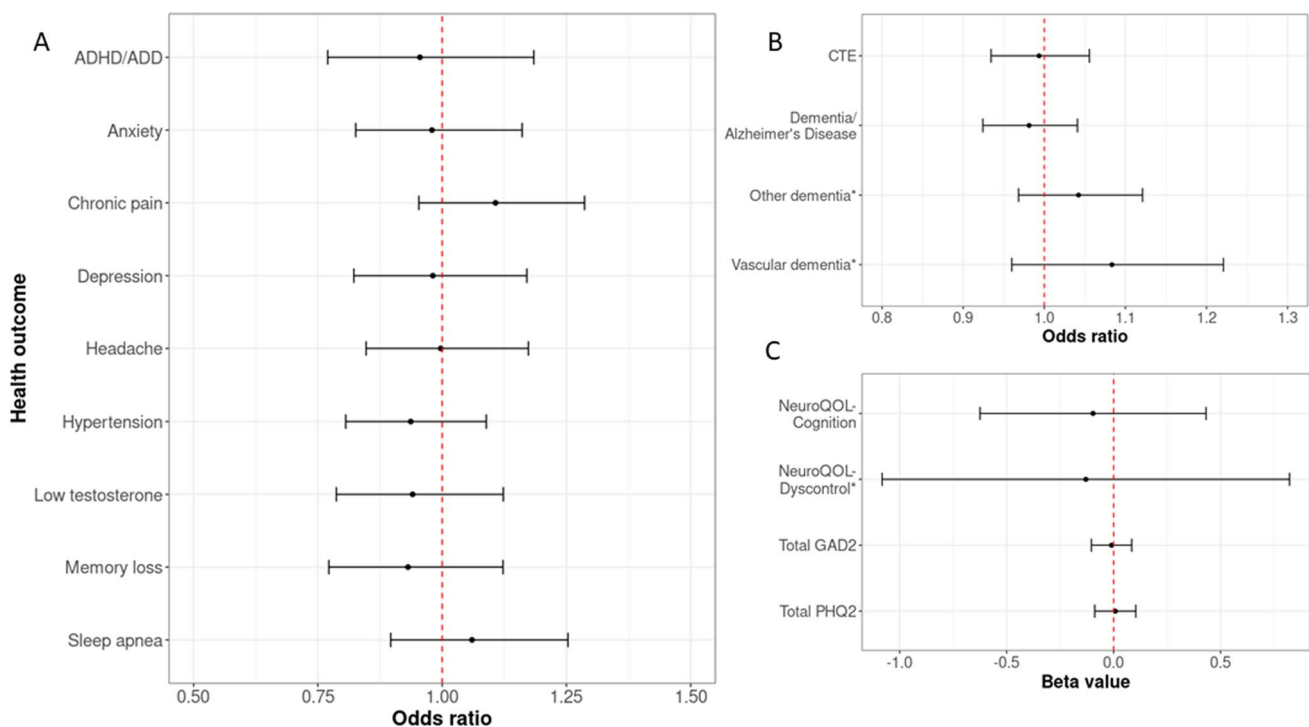 A
Health outcome
ADHD/ADD
Anxiety
Chronic pain
Depression
Headache
Hypertension
Low testosterone
Memory loss
Sleep apnea
0.50 0.75 1.00 1.25 1.50
Odds ratio
B
CTE
Dementia/
Alzheimer's Disease
Other dementia*
Vascular dementia*
0.8 0.9 1.0 1.1 1.2 1.3
Odds ratio
C
NeuroQOL-
Cognition
NeuroQOL-
Dyscontrol*
Total GAD2
Total PHQ2
-1.0 -0.5 0.0 0.5
Beta value